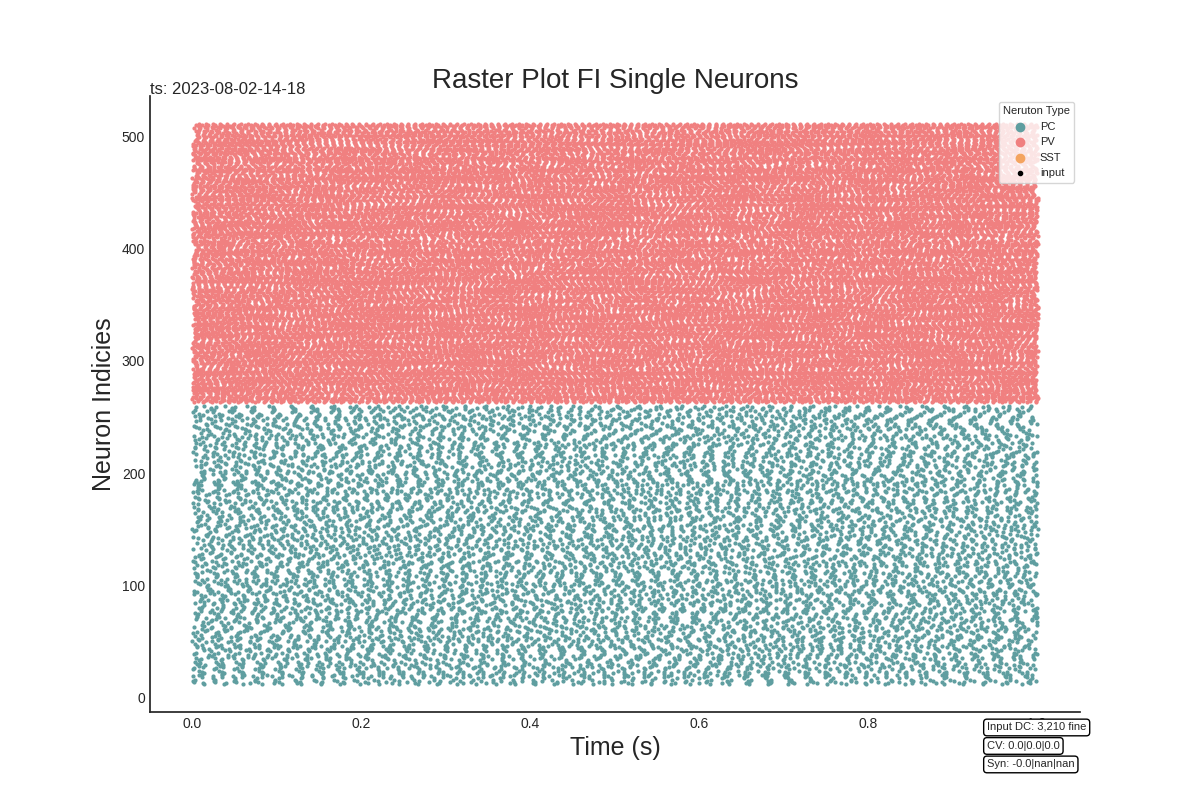 Raster Plot FI Single Neurons
ts: 2023-08-02-14-18
Neruton Type
PC
PV
SST
input
500
400
300
200
100
0
Neuron Indicies
0.0
0.2
0.4
0.6
0.8
Time (s)
Input DC: 3,210 fine
CV: 0.0|0.0|0.0
Syn: -0.0|nan|nan